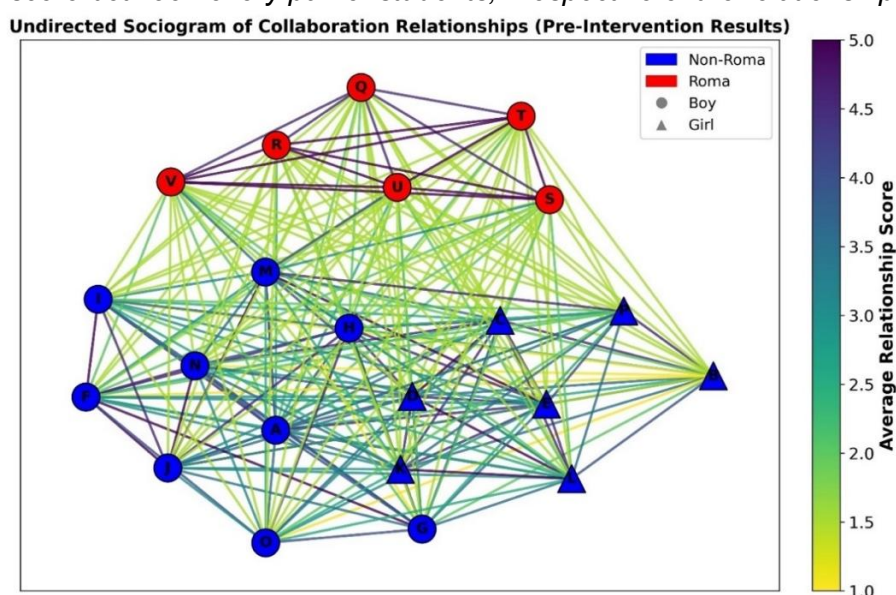 Undirected Sociogram of Collaboration Relationships (Pre-Intervention Results)
Non-Roma
Roma
Boy
Girl
Q
T
R
V
U
S
M
I
H
N
F
D
A
J
O
G
5.0
4.5
4.0
3.5
3.0
2.5
2.0
1.5
1.0
Average Relationship Score